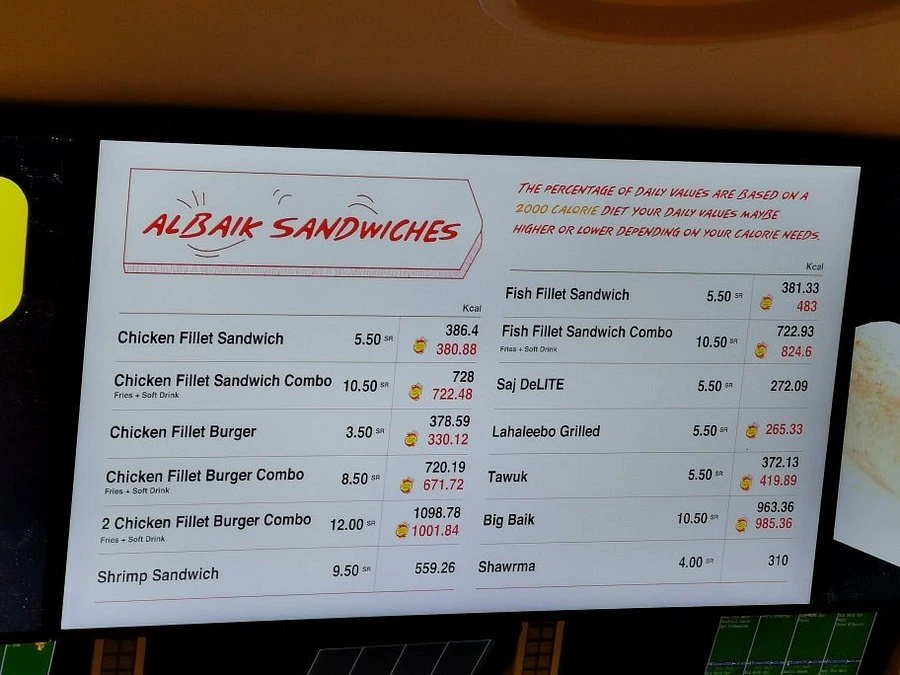 ALBAIK SANDWICHES
Kcal
Chicken Fillet Sandwich 5.50 SR 386.4
380.88
Chicken Fillet Sandwich Combo 10.50 SR 728
Fries + Soft Drink 722.48
Chicken Fillet Burger 3.50 SR 378.59
330.12
Chicken Fillet Burger Combo 8.50 SR 720.19
Fries + Soft Drink 671.72
2 Chicken Fillet Burger Combo 12.00 SR 1098.78
Fries + Soft Drink 1001.84
Shrimp Sandwich 9.50 SR 559.26
THE PERCENTAGE OF DAILY VALUES ARE BASED ON A
2000 CALORIE DIET YOUR DAILY VALUES MAYBE
HIGHER OR LOWER DEPENDING ON YOUR CALORIE NEEDS.
Kcal
Fish Fillet Sandwich 5.50 SR 381.33
483
Fish Fillet Sandwich Combo 10.50 SR 722.93
Fries + Soft Drink 824.6
Saj DeLITE 5.50 SR 272.09
Lahaleebo Grilled 5.50 SR 265.33
Tawuk 5.50 SR 372.13
419.89
Big Baik 10.50 SR 963.36
985.36
Shawrma 4.00 SR 310